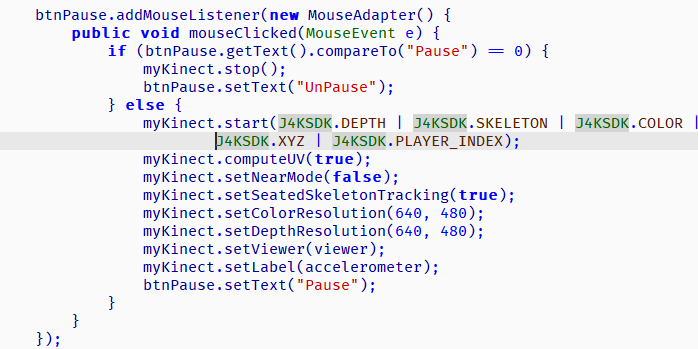 btnPause.addMouseListener(new MouseAdapter() {
    public void mouseClicked(MouseEvent e) {
        if (btnPause.getText().compareTo("Pause") == 0) {
            myKinect.stop();
            btnPause.setText("UnPause");
        } else {
            myKinect.start(J4KSDK.DEPTH | J4KSDK.SKELETON | J4KSDK.COLOR |
                    J4KSDK.XYZ | J4KSDK.PLAYER_INDEX);
            myKinect.computeUV(true);
            myKinect.setNearMode(false);
            myKinect.setSeatedSkeletonTracking(true);
            myKinect.setColorResolution(640, 480);
            myKinect.setDepthResolution(640, 480);
            myKinect.setViewer(viewer);
            myKinect.setLabel(accelerometer);
            btnPause.setText("Pause");
        }
    }
});